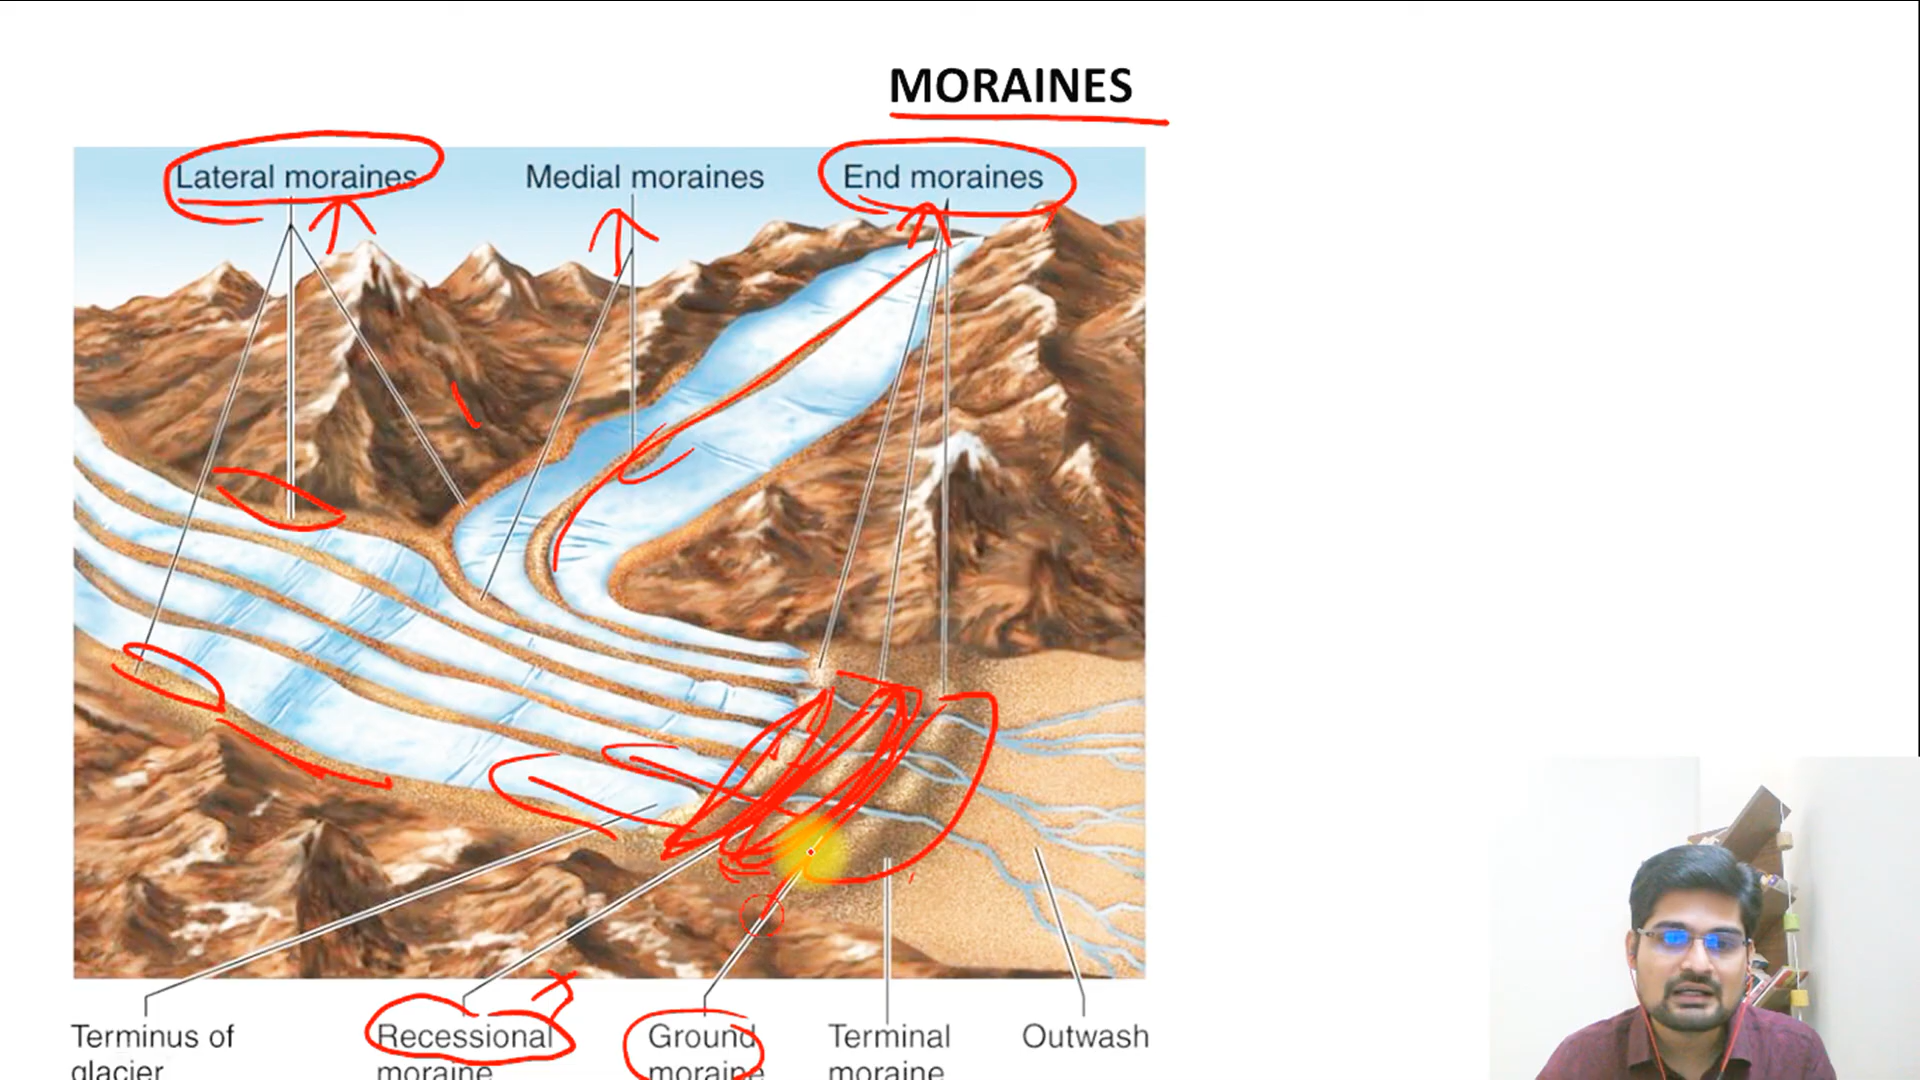 MORAINES
Lateral moraines Medial moraines End moraines
Terminus of Recessional Ground Terminal Outwash
glacier moraine moraine moraine